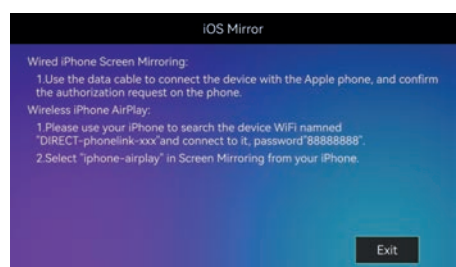 iOS Mirror
Wired iPhone Screen Mirroring:
1.Use the data cable to connect the device with the Apple phone, and confirm
the authorization request on the phone.
Wireless iPhone AirPlay:
1.Please use your iPhone to search the device WiFi namned
"DIRECT-phonelink-xxx"and connect to it, password"88888888".
2.Select "iphone-airplay" in Screen Mirroring from your iPhone.
Exit